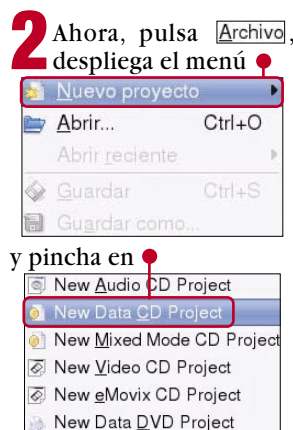 2 Ahora, pulsa Archivo,
despliega el menú
Nuevo proyecto
Abrir... Ctrl+O
Abrir reciente
Guardar Ctrl+S
Guardar como...
y pincha en
New Audio CD Project
New Data CD Project
New Mixed Mode CD Project
New Video CD Project
New eMovix CD Project
New Data DVD Project